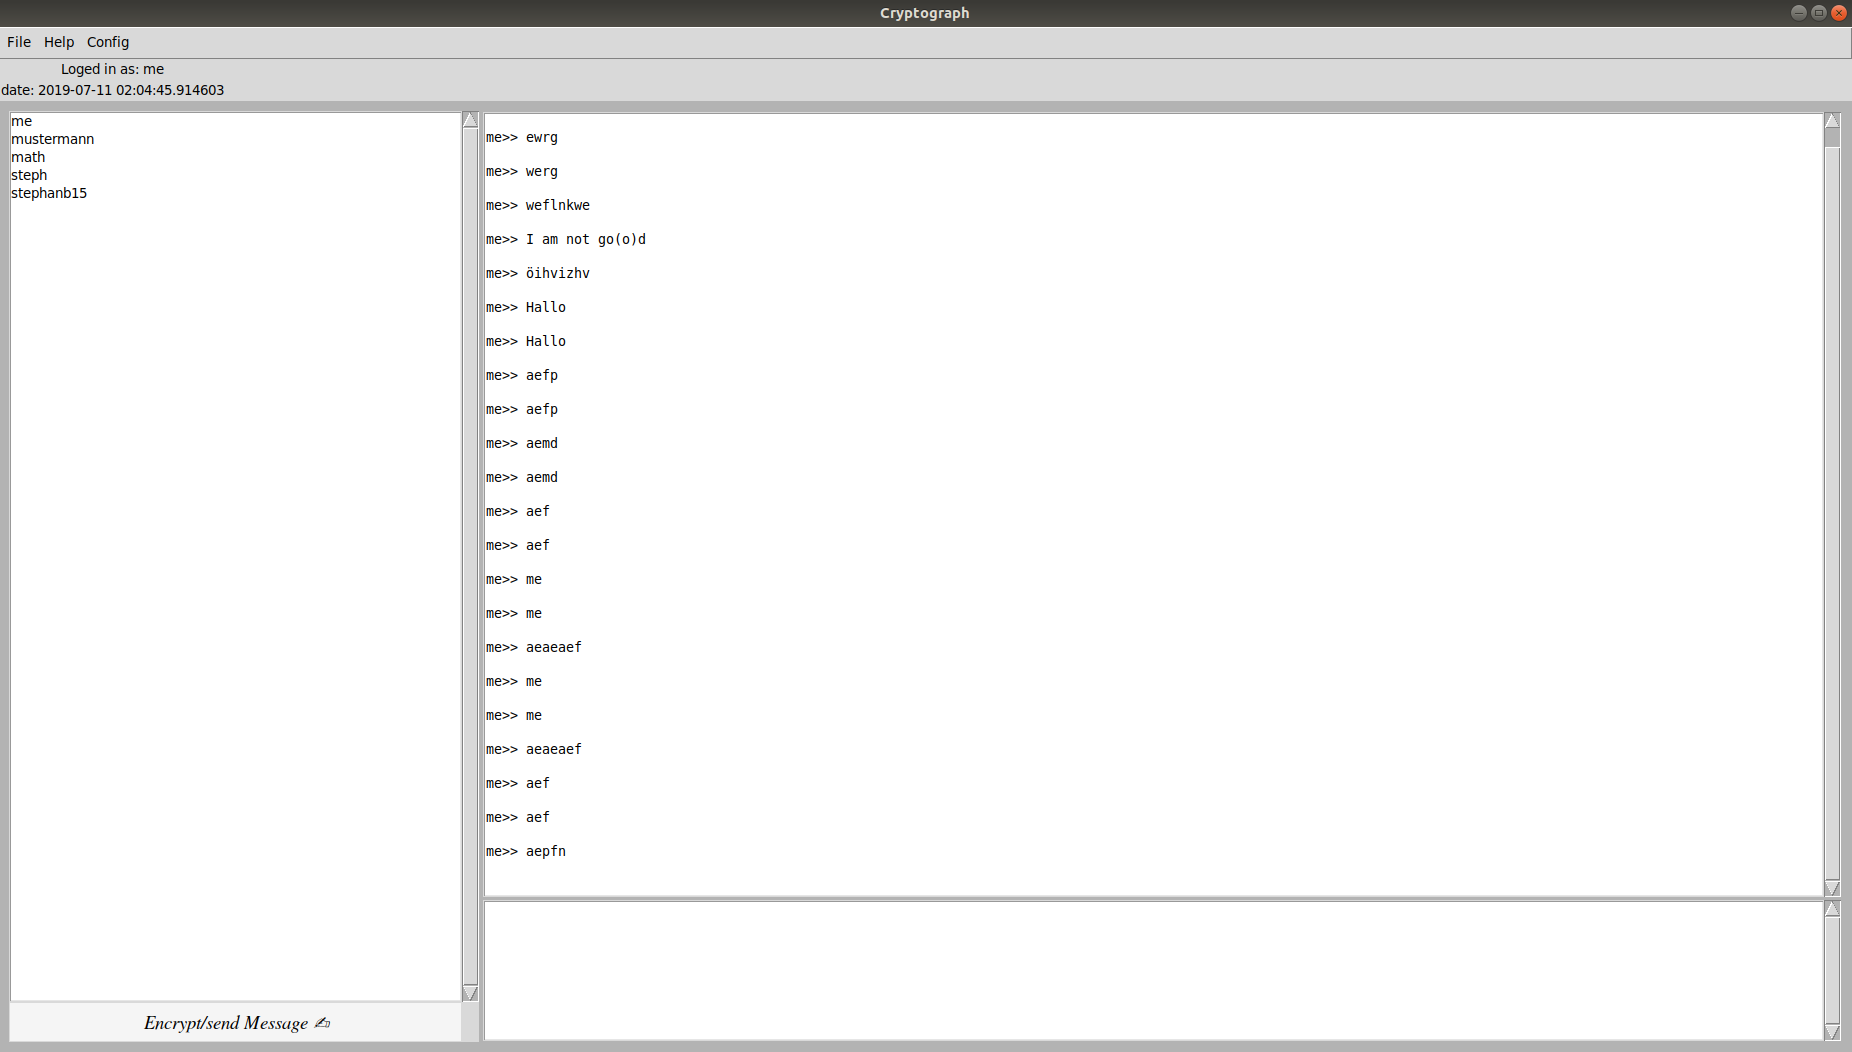 Cryptograph
File Help Config
Loged in as: me
date: 2019-07-11 02:04:45.914603
me
mustermann
math
steph
stephanb15
me>> ewrg
me>> werg
me>> weflnkwe
me>> I am not go(o)d
me>> öihvizhv
me>> Hallo
me>> Hallo
me>> aefp
me>> aefp
me>> aemd
me>> aemd
me>> aef
me>> aef
me>> me
me>> me
me>> aeaeaef
me>> me
me>> me
me>> aeaeaef
me>> aef
me>> aef
me>> aepfn
Encrypt/send Message ✍